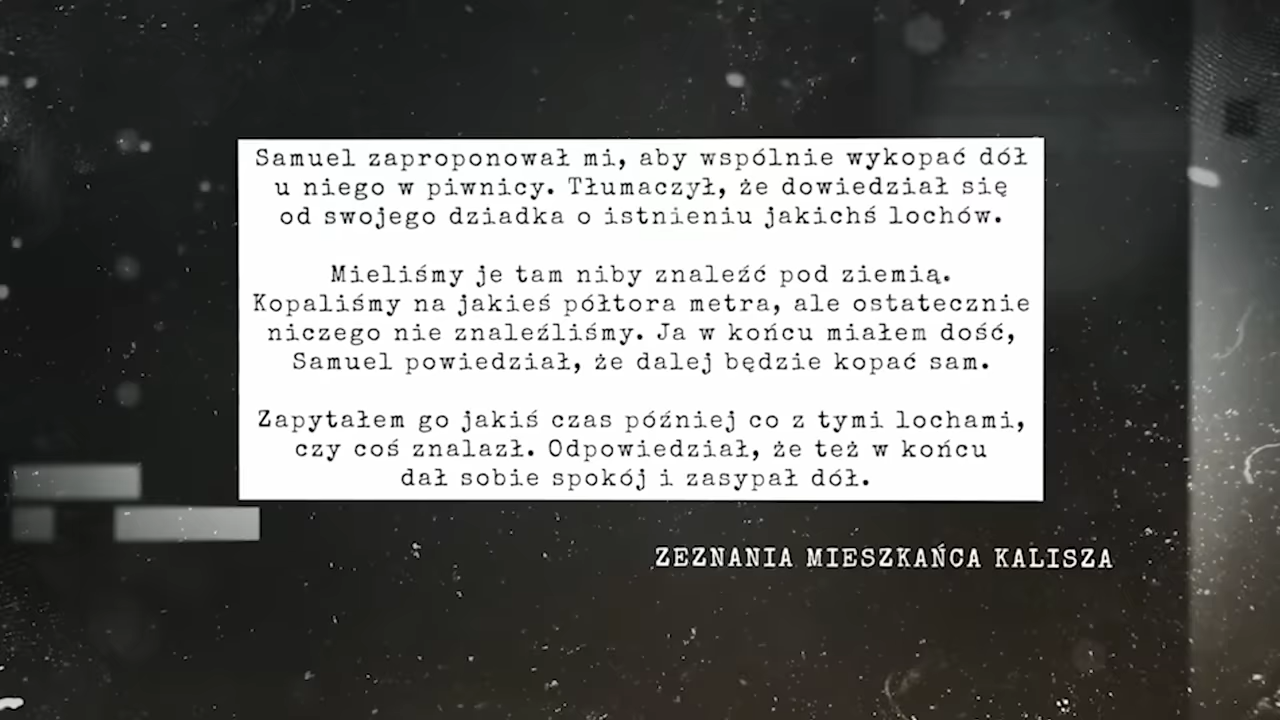 Samuel zaproponował mi, aby wspólnie wykopać dół
u niego w piwnicy. Tłumaczył, że dowiedział się
od swojego dziadka o istnieniu jakichś lochów.
Mieliśmy je tam niby znaleźć pod ziemią.
Kopaliśmy na jakieś półtora metra, ale ostatecznie
niczego nie znaleźliśmy. Ja w końcu miałem dość,
Samuel powiedział, że dalej będzie kopać sam.
Zapytałem go jakiś czas później co z tymi lochami,
czy coś znalazł. Odpowiedział, że też w końcu
dał sobie spokój i zasypał dół.
ZEZNANIA MIESZKAŃCA KALISZA